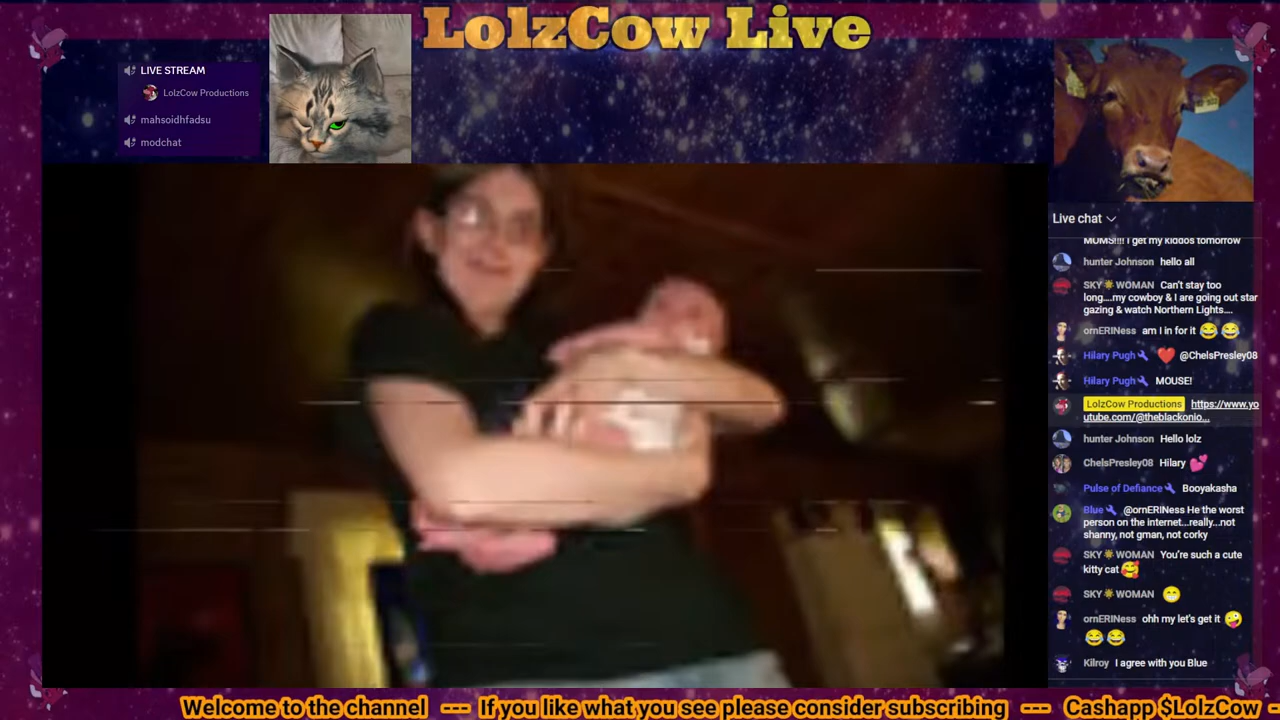 LolzCow Live
LIVE STREAM
LolzCow Productions
mahsoidhfadsu
modchat
Live chat
MUMS!!!! I get my kiddos tomorrow
hunter Johnson hello all
SKY☀WOMAN Can't stay too
long....my cowboy & I are going out star
gazing & watch Northern Lights....
ornERINess am I in for it 😂 😂
Hilary Pugh🔧 ❤️ @ChelsPresley08
Hilary Pugh🔧 MOUSE!
LolzCow Productions https://www.yo
utube.com/@theblackonio...
hunter Johnson Hello lolz
ChelsPresley08 Hilary 💕
Pulse of Defiance🔧 Booyakasha
Blue🔧 @ornERINess He the worst
person on the internet...really...not
shanny, not gman, not corky
SKY☀WOMAN You're such a cute
kitty cat 🥰
SKY☀WOMAN 😁
ornERINess ohh my let's get it 🤪
😂 😂
Kilroy I agree with you Blue
Welcome to the channel --- If you like what you see please consider subscribing --- Cashapp $LolzCow -